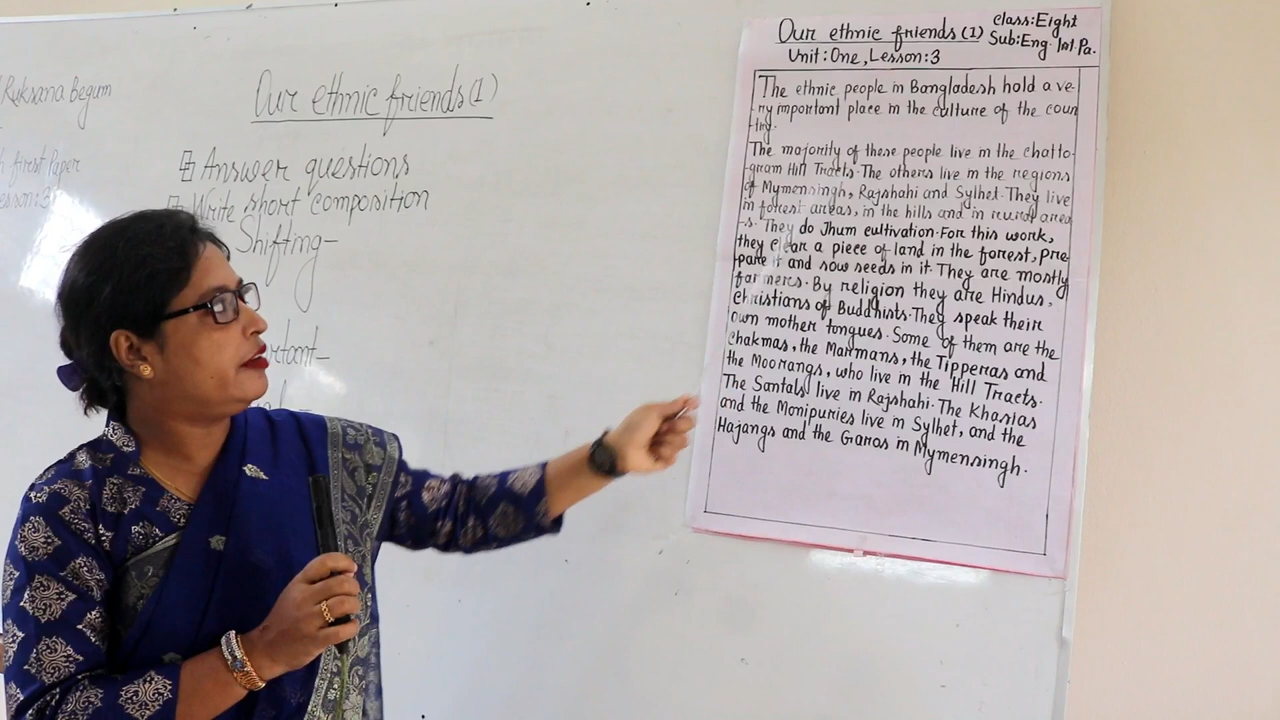 Ruksana Begum
first Paper
Lesson:3
Our ethnic friends(1)
Answer questions
Write short composition
Shifting-
Our ethnic friends (1)
class:Eight
Sub:Eng. 1st. Pa.
Unit:One, Lesson:3
The ethnic people in Bangladesh hold a ve-
-ry important place in the culture of the coun
-try.
The majority of these people live in the chatto-
gram Hill Tracts. The others live in the regions
of Mymensingh, Rajshahi and Sylhet. They live
in forest areas, in the hills and in rural area
-s. They do Jhum cultivation. For this work,
they clear a piece of land in the forest, pre
-pare it and sow seeds in it. They are mostly
farmers. By religion they are Hindus,
christians of Buddhists. They speak their
own mother tongues. Some of them are the
chakmas, the Marmans, the Tipperas and
the Moorangs, who live in the Hill Tracts.
The Santals live in Rajshahi. The Khasias
and the Monipuries live in Sylhet, and the
Hajangs and the Garos in Mymensingh.